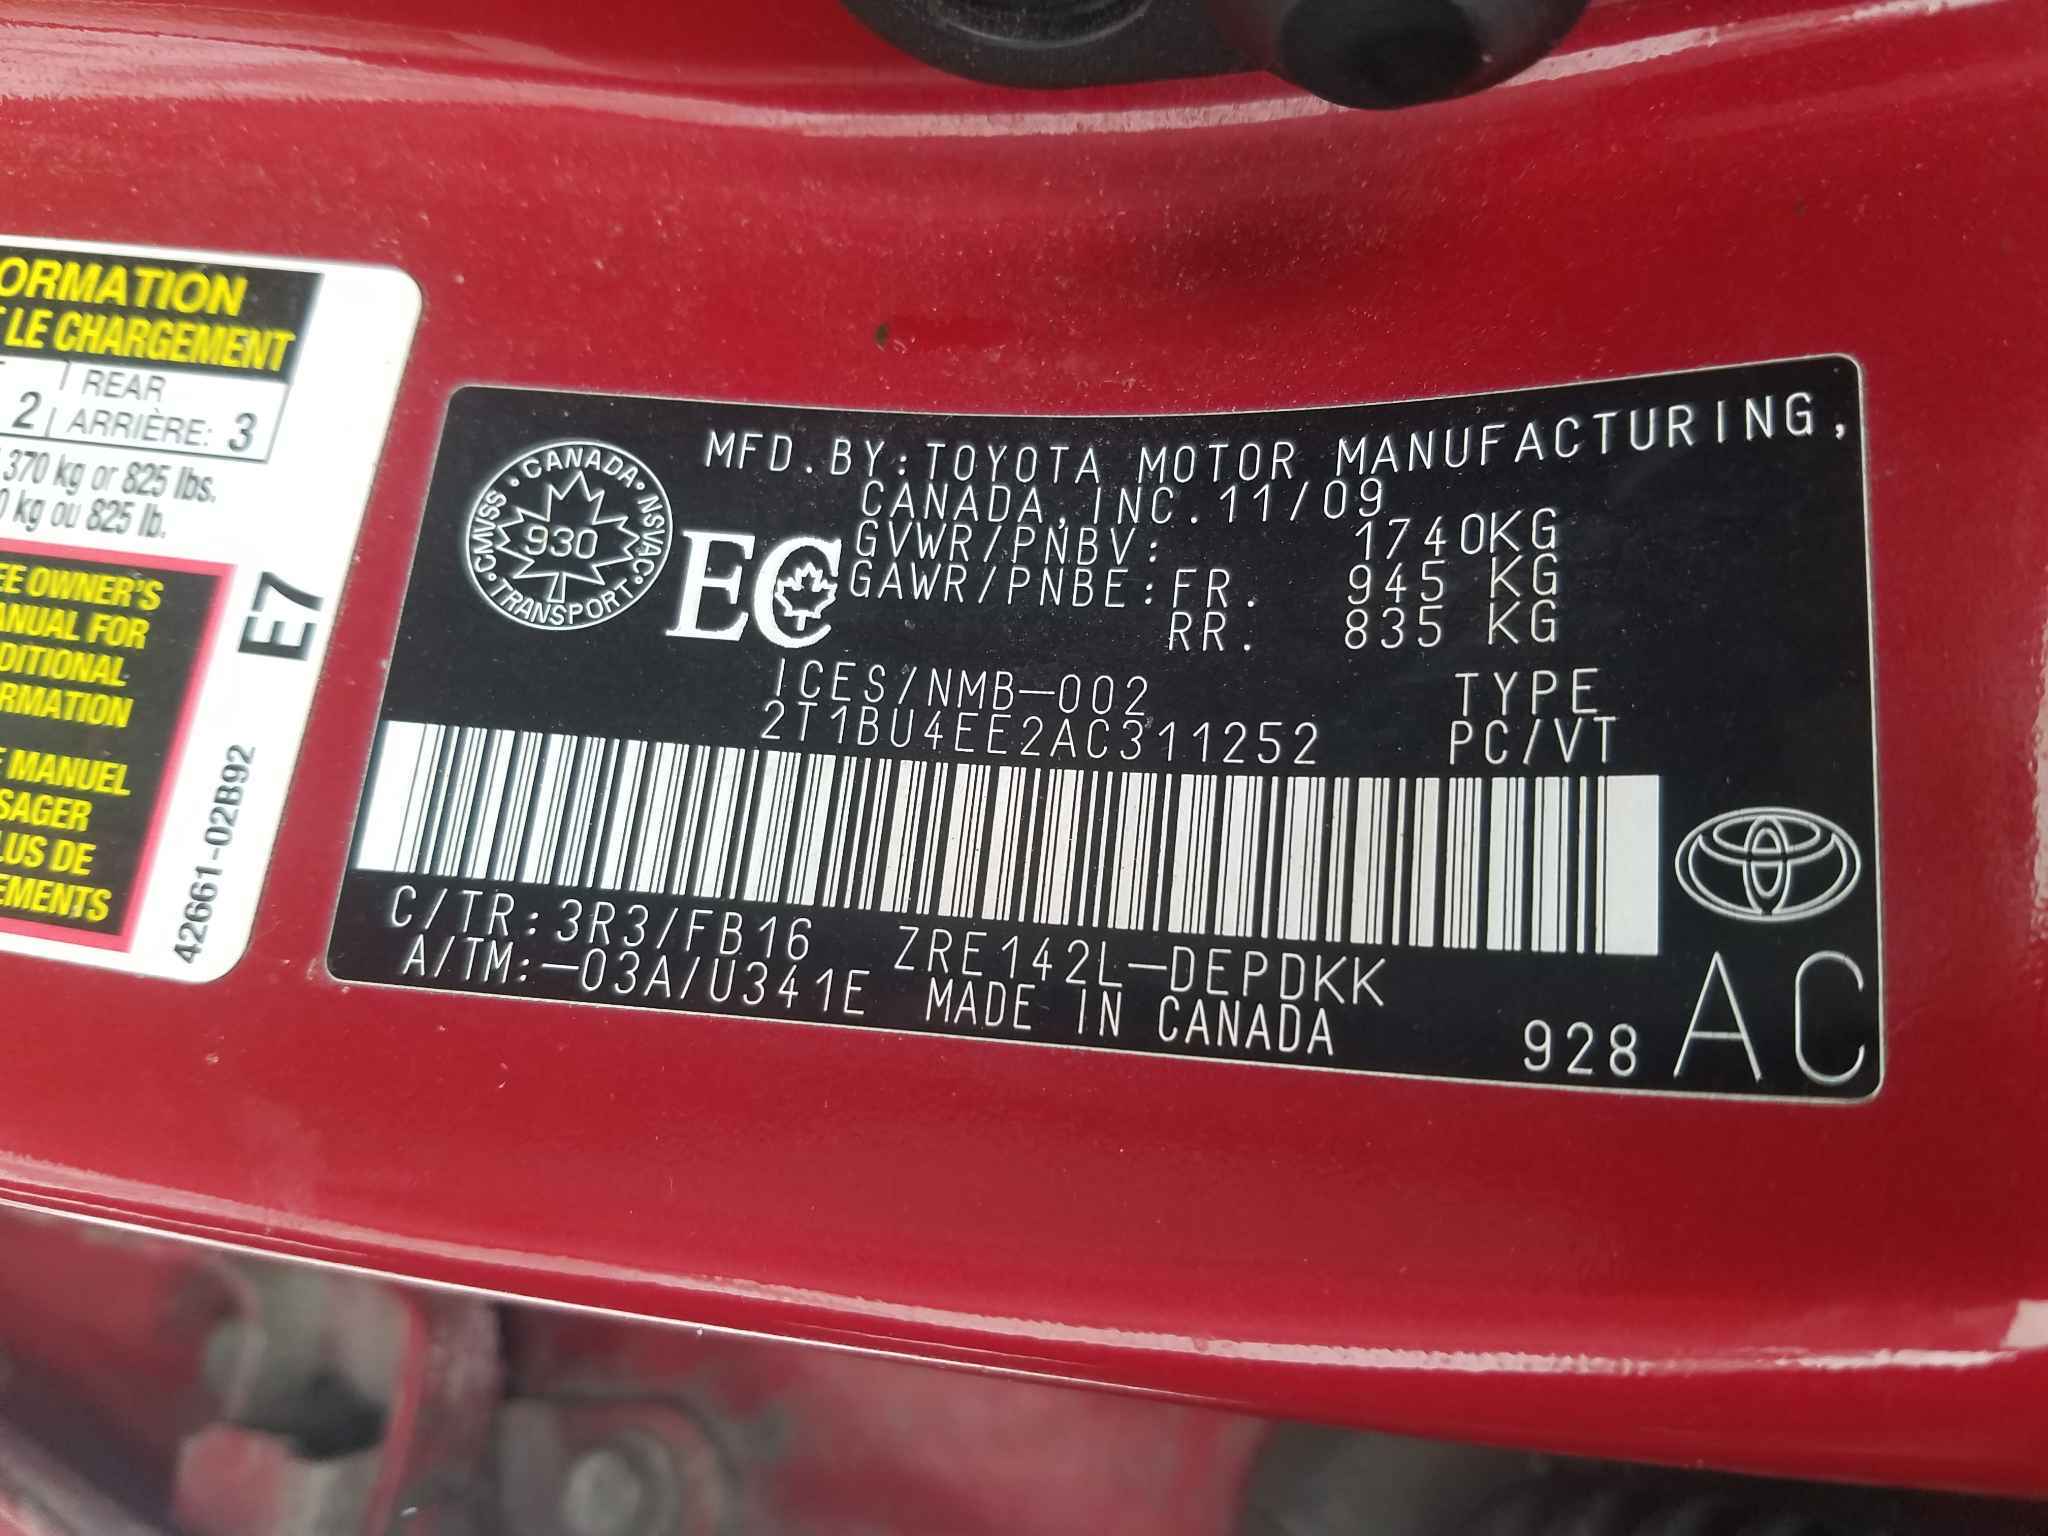 ORMATION
LE CHARGEMENT
2 REAR
ARRIÈRE: 3
370 kg or 825 lbs.
kg ou 825 lb.
EE OWNER'S
ANUAL FOR
DITIONAL
RMATION
MANUEL
SAGER
LUS DE
EMENTS
E7
42661-02B92
CANADA
CMVSS 930 NSVAC
TRANSPORT
EC
MFD.BY:TOYOTA MOTOR MANUFACTURING,
CANADA,INC.11/09
GVWR/PNBV: 1740KG
GAWR/PNBE:FR. 945 KG
RR. 835 KG
ICES/NMB-002 TYPE
2T1BU4EE2AC311252 PC/VT
C/TR:3R3/FB16 ZRE142L-DEPDKK
A/TM:-03A/U341E MADE IN CANADA
928 AC